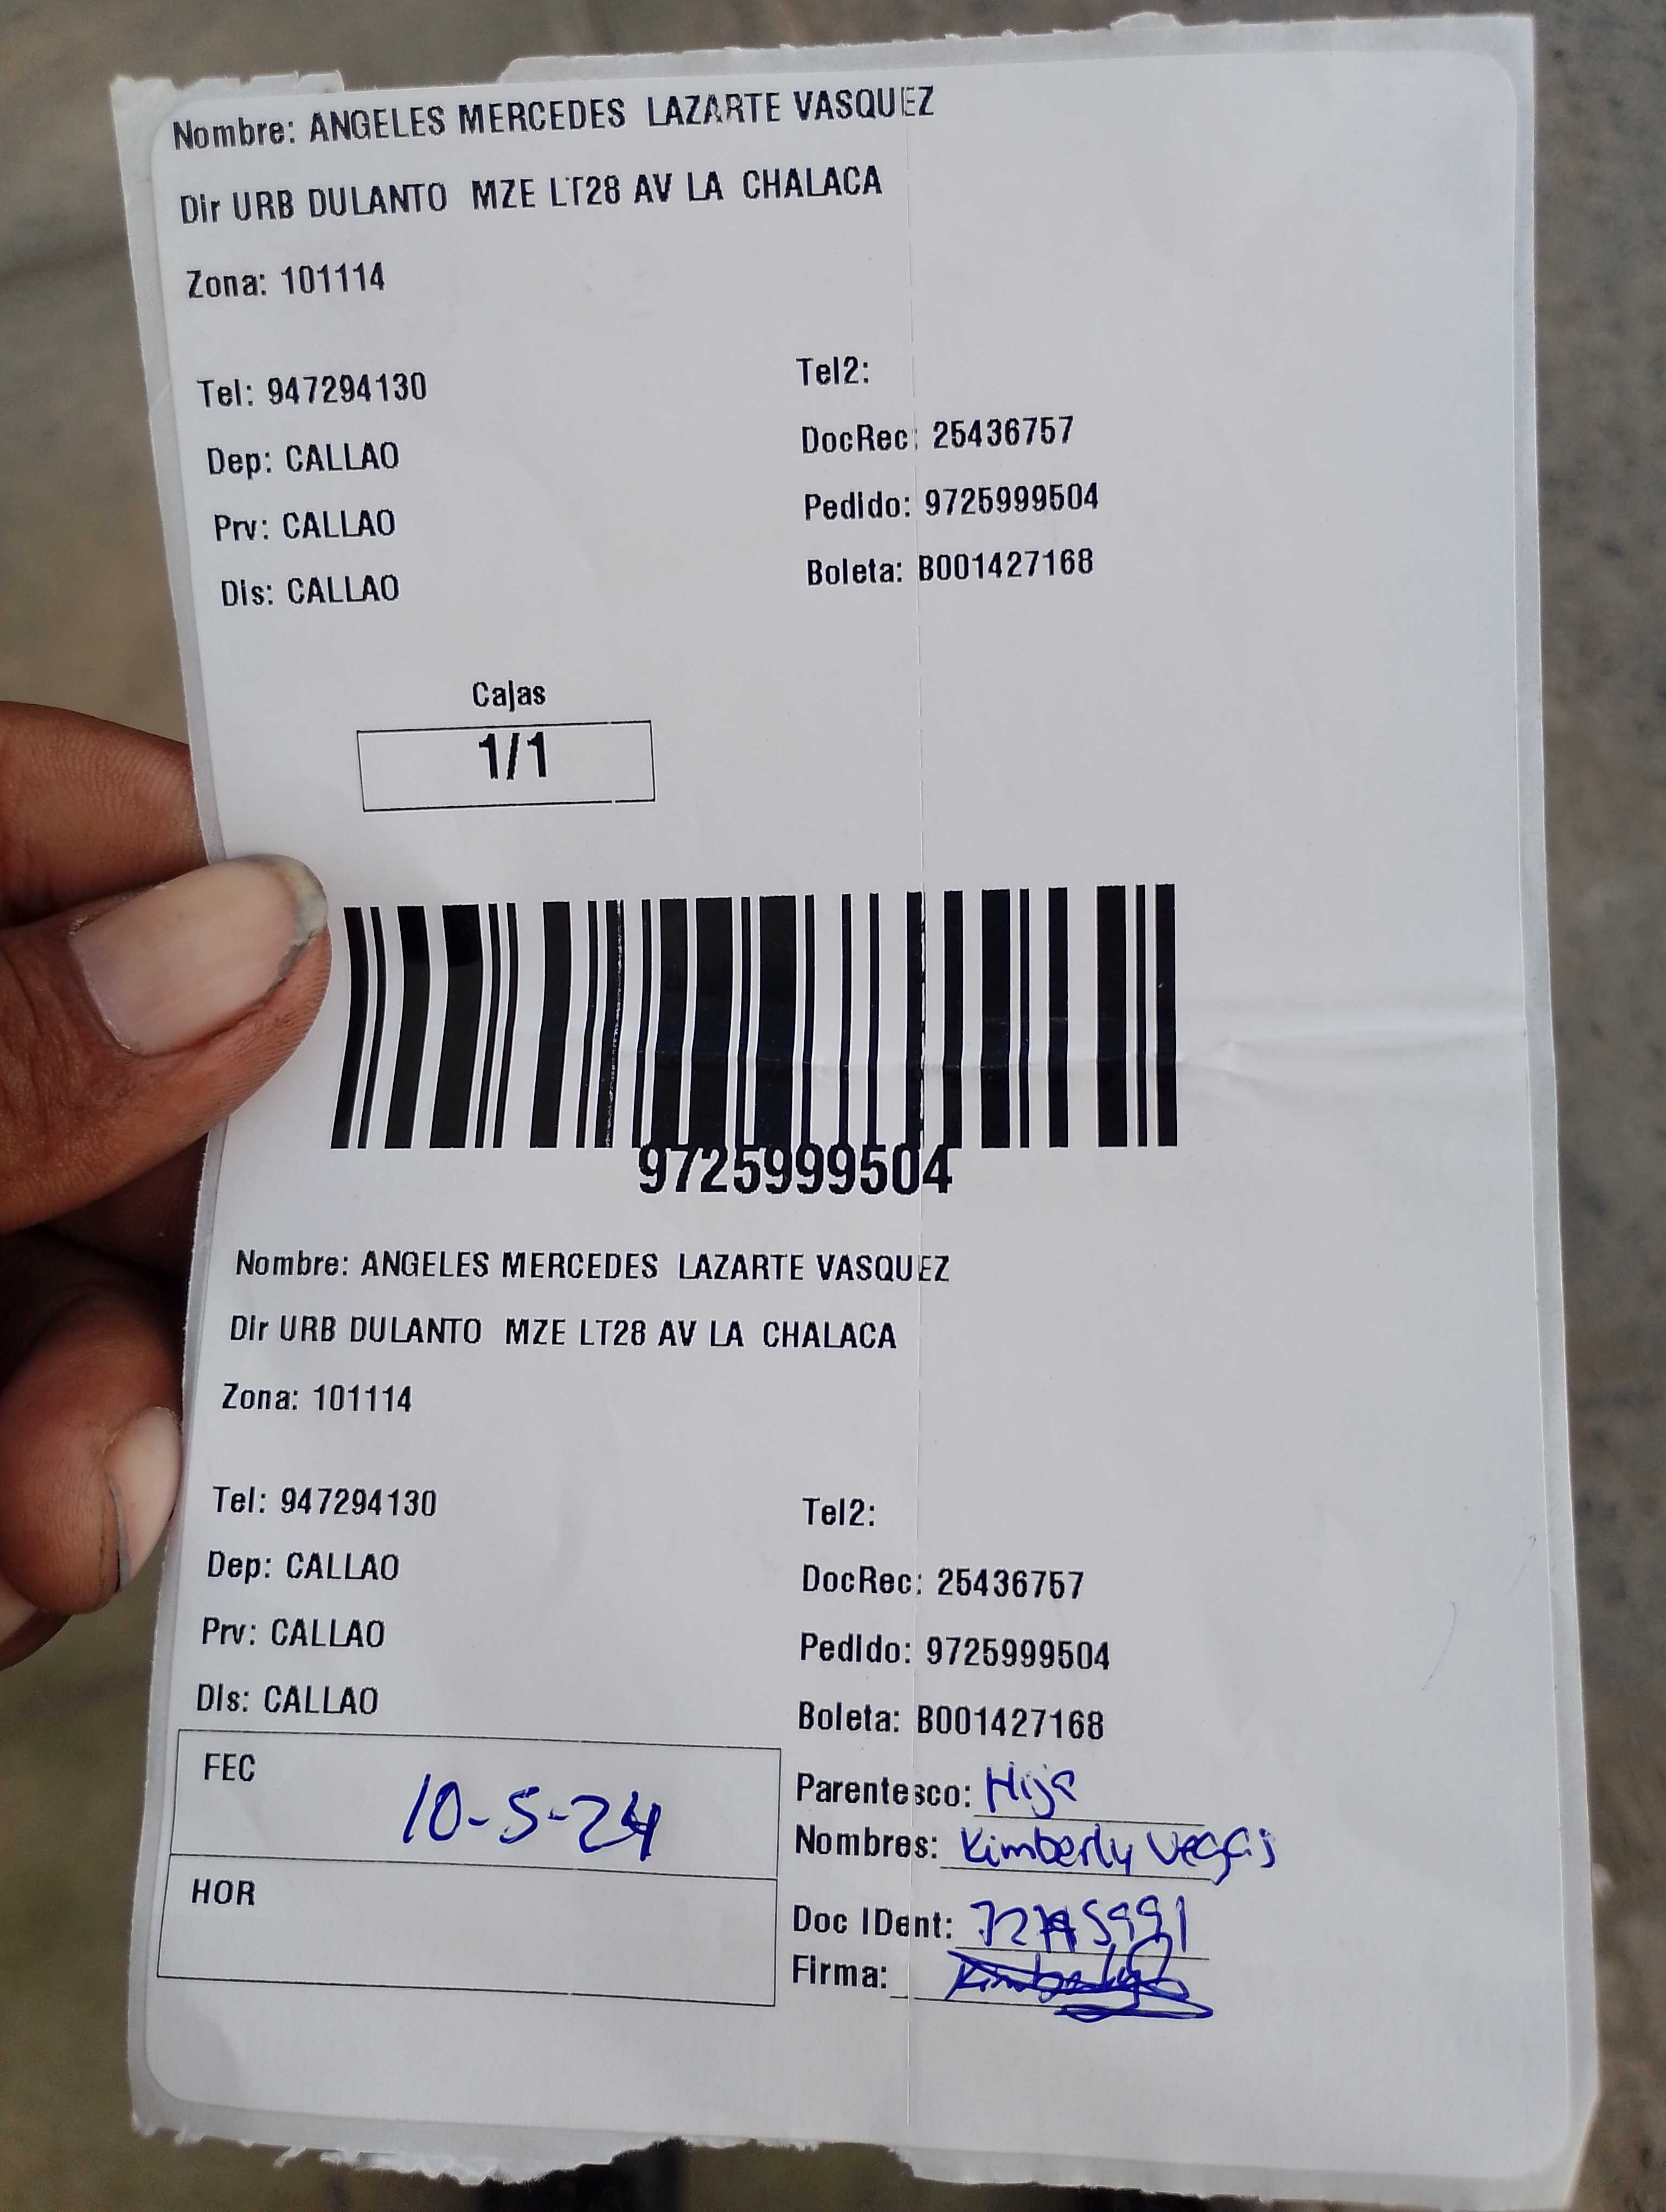 Nombre: ANGELES MERCEDES LAZARTE VASQUEZ
Dir URB DULANTO MZE LT28 AV LA CHALACA
Zona: 101114
Tel: 947294130
Tel2:
Dep: CALLAO
DocRec: 25436757
Prv: CALLAO
Pedido: 9725999504
Dis: CALLAO
Boleta: B001427168
Cajas
1/1
9725999504
Nombre: ANGELES MERCEDES LAZARTE VASQUEZ
Dir URB DULANTO MZE LT28 AV LA CHALACA
Zona: 101114
Tel: 947294130
Tel2:
Dep: CALLAO
DocRec: 25436757
Prv: CALLAO
Pedido: 9725999504
Dis: CALLAO
Boleta: B001427168
FEC 10-5-24
Parentesco: Hija
Nombres: Kimberly
HOR
Doc IDent:
Firma: